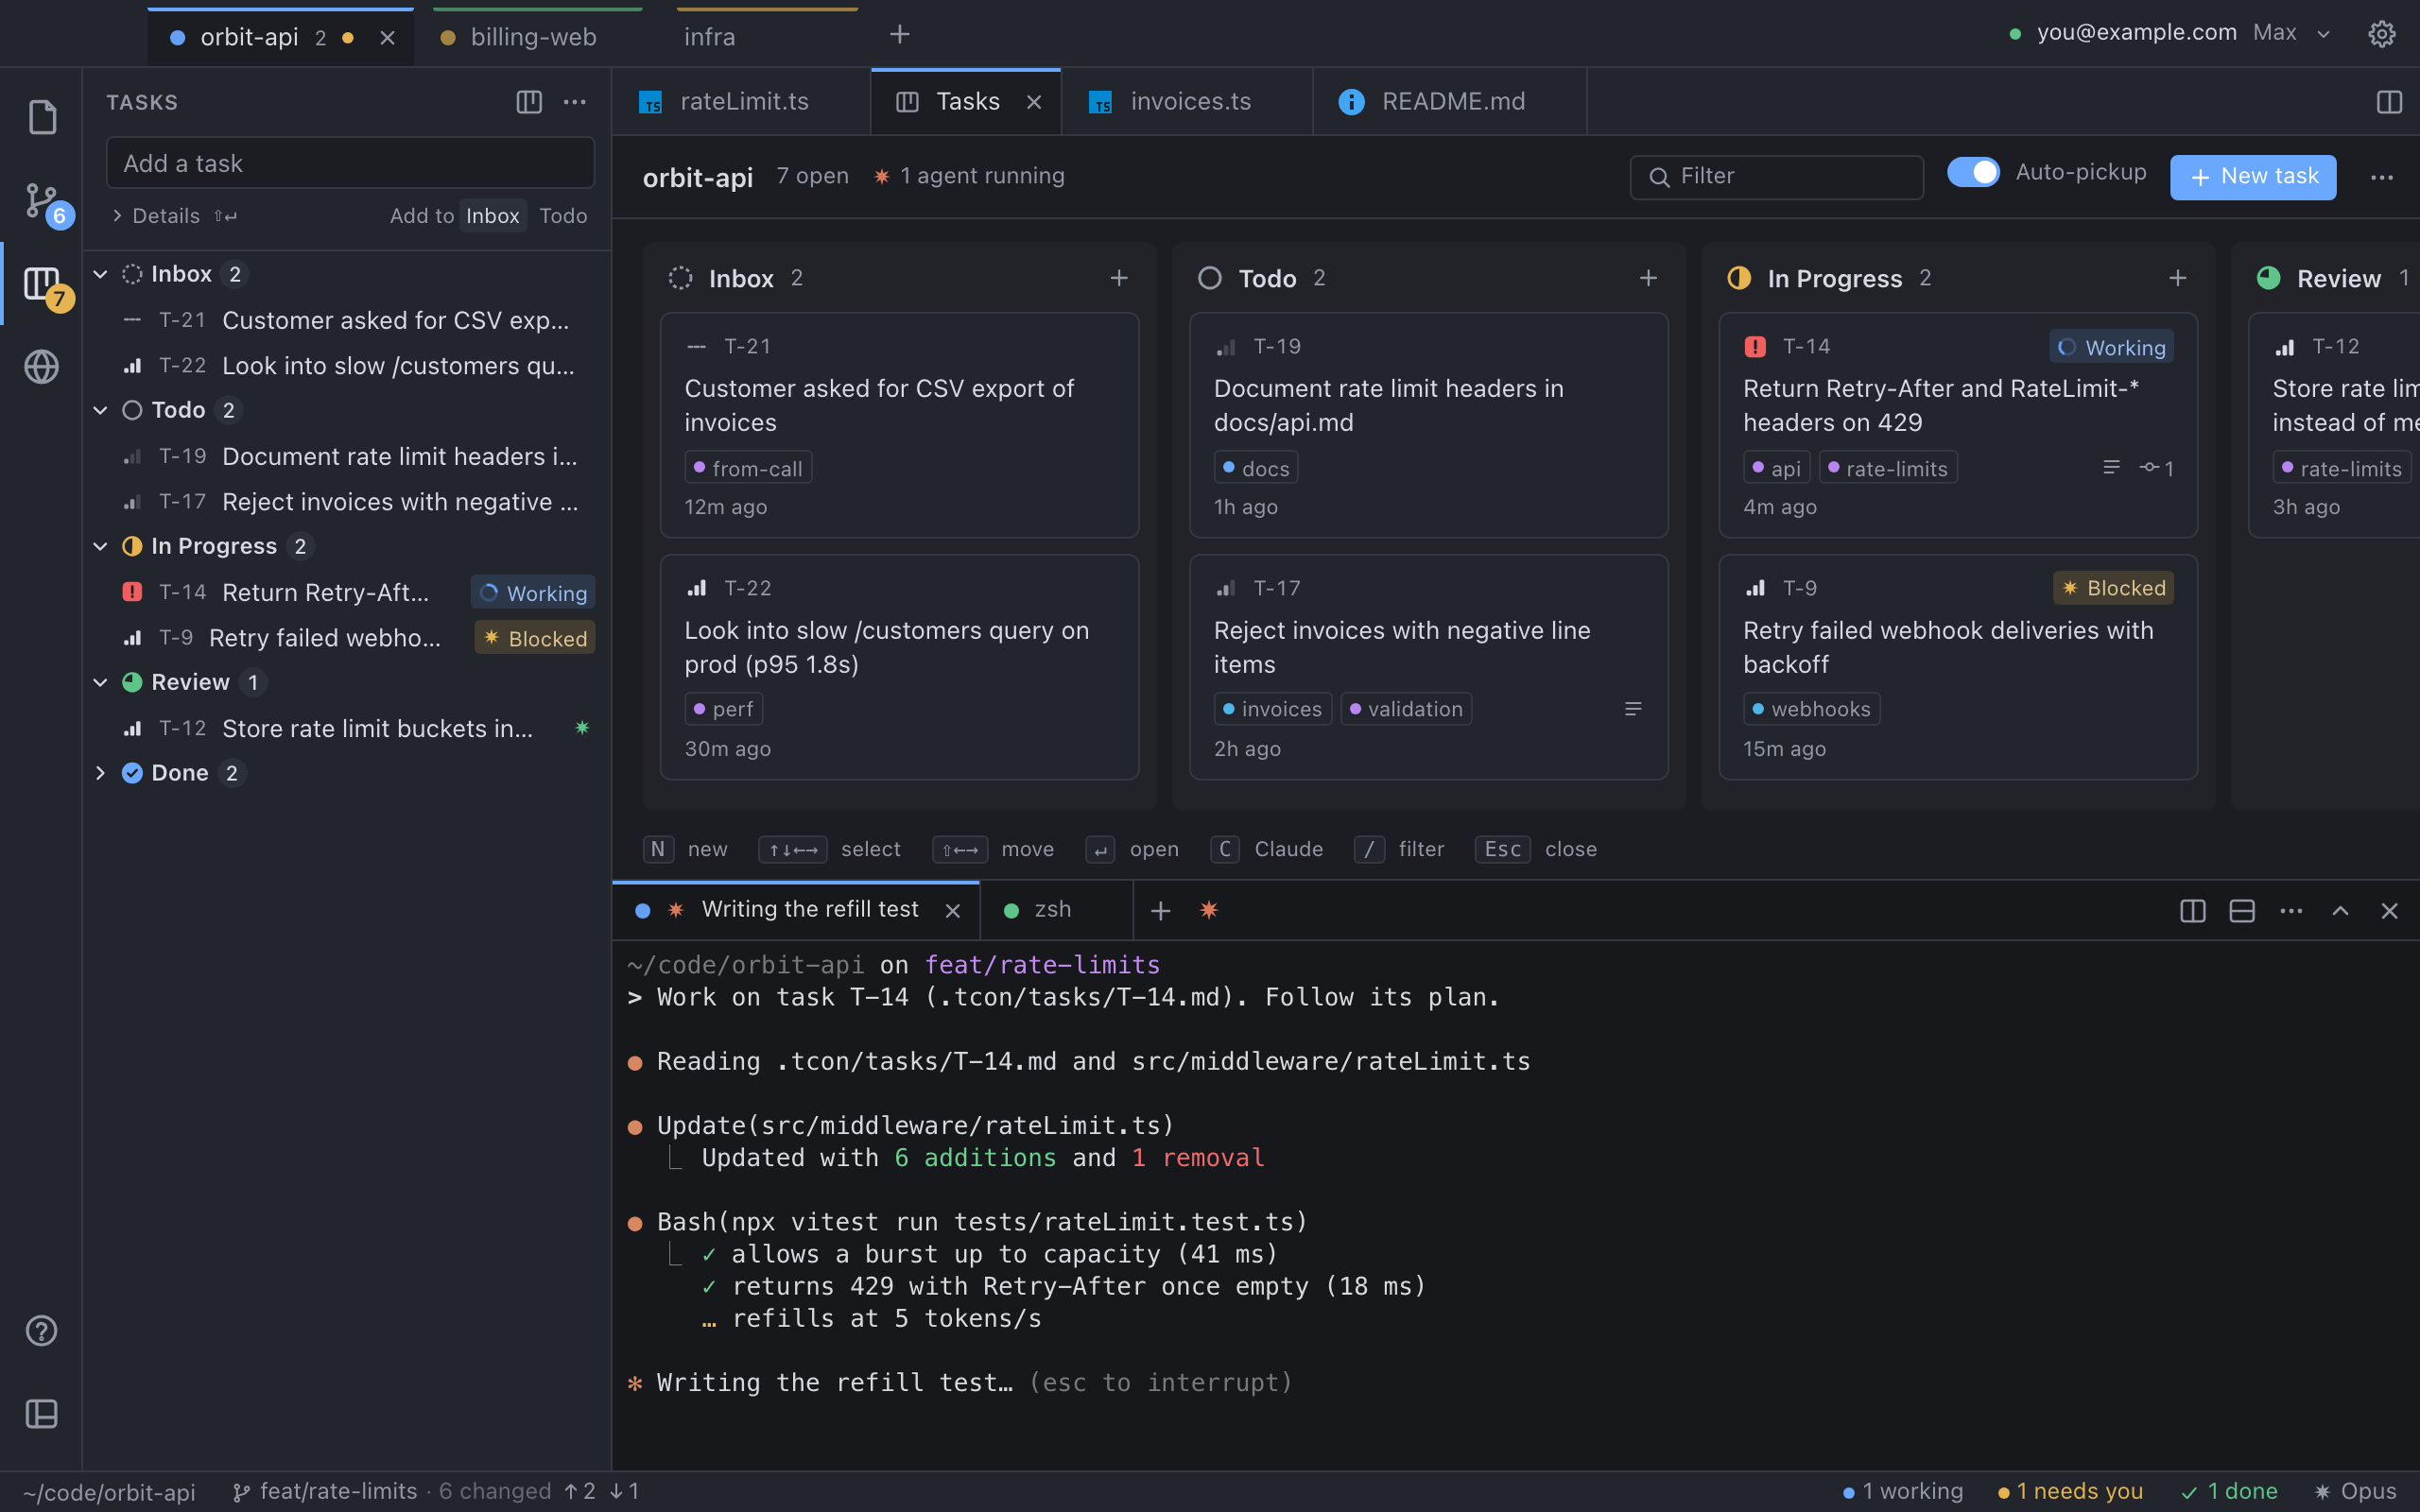 orbit-api 2
billing-web
infra
you@example.com Max
TASKS
Add a task
Details ⇧↵ Add to Inbox Todo
Inbox 2
T-21 Customer asked for CSV exp...
T-22 Look into slow /customers qu...
Todo 2
T-19 Document rate limit headers i...
T-17 Reject invoices with negative ...
In Progress 2
T-14 Return Retry-Aft... Working
T-9 Retry failed webho... Blocked
Review 1
T-12 Store rate limit buckets in...
Done 2
6
7
TS rateLimit.ts
Tasks
TS invoices.ts
README.md
orbit-api 7 open 1 agent running
Filter
Auto-pickup
+ New task
Inbox 2
T-21
Customer asked for CSV export of
invoices
from-call
12m ago
T-22
Look into slow /customers query on
prod (p95 1.8s)
perf
30m ago
Todo 2
T-19
Document rate limit headers in
docs/api.md
docs
1h ago
T-17
Reject invoices with negative line
items
invoices validation
2h ago
In Progress 2
T-14 Working
Return Retry-After and RateLimit-*
headers on 429
api rate-limits 1
4m ago
T-9 Blocked
Retry failed webhook deliveries with
backoff
webhooks
15m ago
Review 1
T-12
Store rate lim
instead of me
rate-limits
3h ago
N new ↑↓←→ select ⇧←→ move ↵ open C Claude / filter Esc close
Writing the refill test
zsh
~/code/orbit-api on feat/rate-limits
> Work on task T-14 (.tcon/tasks/T-14.md). Follow its plan.
Reading .tcon/tasks/T-14.md and src/middleware/rateLimit.ts
Update(src/middleware/rateLimit.ts)
Updated with 6 additions and 1 removal
Bash(npx vitest run tests/rateLimit.test.ts)
✓ allows a burst up to capacity (41 ms)
✓ returns 429 with Retry-After once empty (18 ms)
… refills at 5 tokens/s
✻ Writing the refill test… (esc to interrupt)
~/code/orbit-api feat/rate-limits · 6 changed ↑2 ↓1
1 working 1 needs you ✓ 1 done Opus